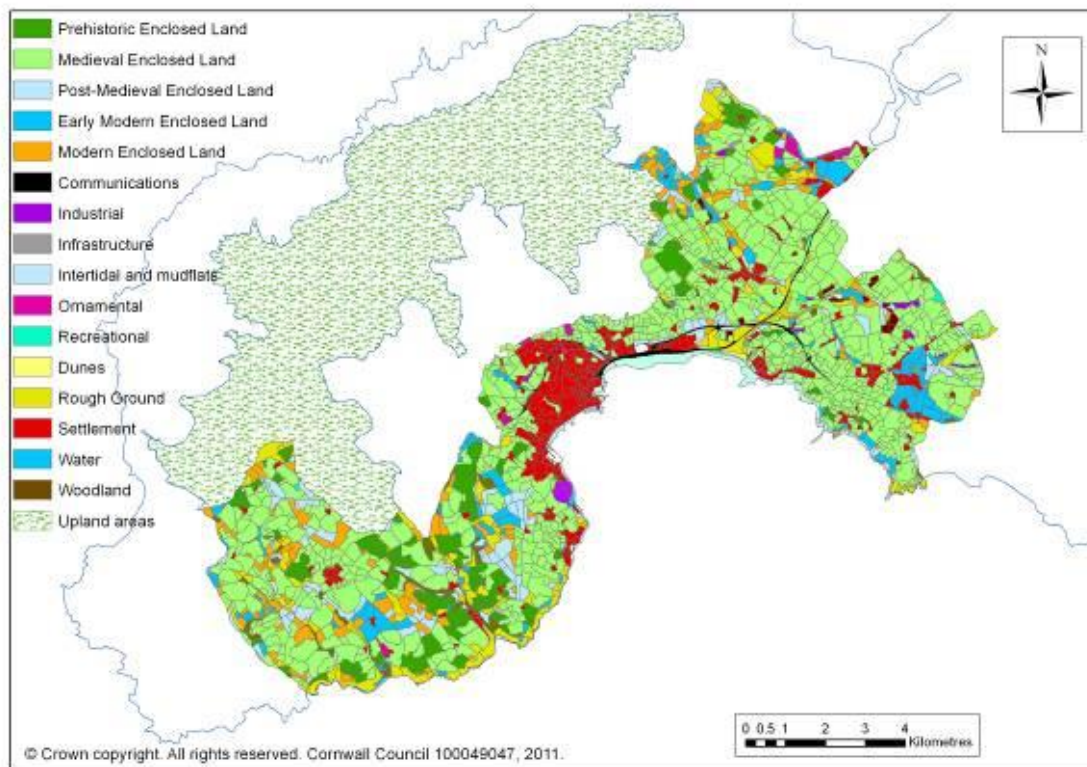 Prehistoric Enclosed Land
Medieval Enclosed Land
Post-Medieval Enclosed Land
Early Modern Enclosed Land
Modern Enclosed Land
Communications
Industrial
Infrastructure
Intertidal and mudflats
Ornamental
Recreational
Dunes
Rough Ground
Settlement
Water
Woodland
Upland areas
N
0 0.5 1 2 3 4
Kilometres
© Crown copyright. All rights reserved. Cornwall Council 100049047, 2011.